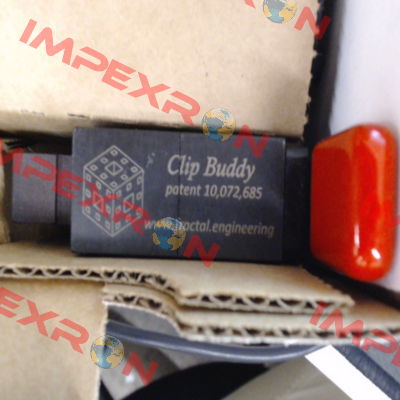 IMPEXRON
Clip Buddy
patent 10,072,685
www.fractal.engineering
IMPEXRON
IMPEXRON
IMPEXRON